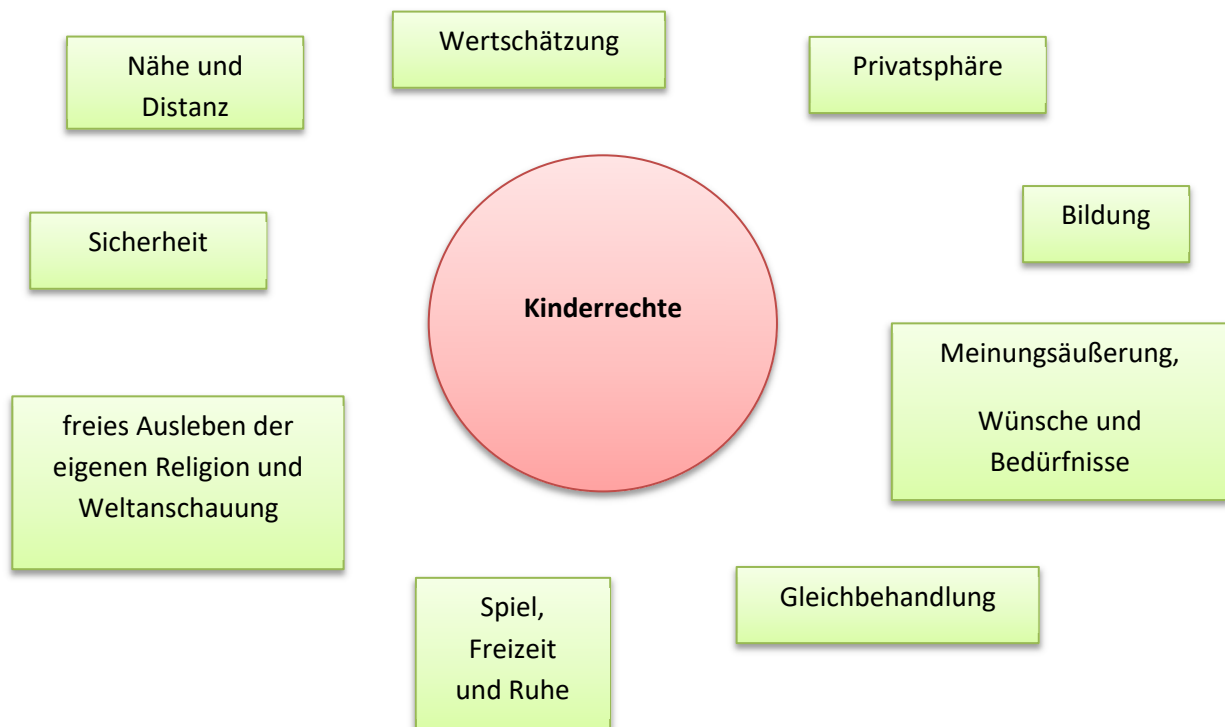 Wertschätzung
Nähe und
Distanz
Privatsphäre
Sicherheit
Bildung
Kinderrechte
Meinungsäußerung,
Wünsche und
Bedürfnisse
freies Ausleben der
eigenen Religion und
Weltanschauung
Gleichbehandlung
Spiel,
Freizeit
und Ruhe